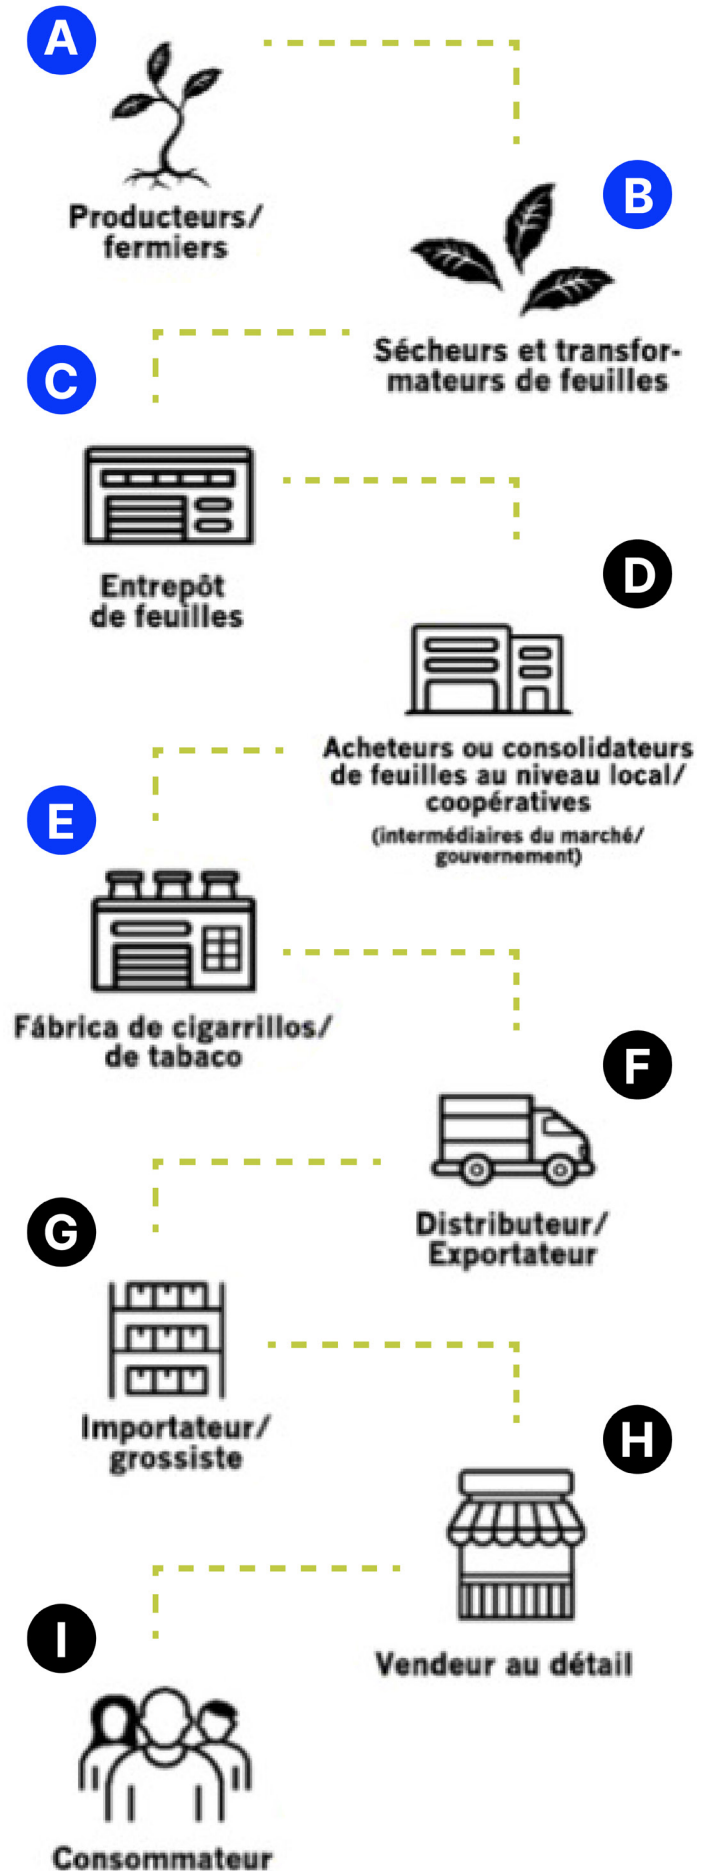 A
Producteurs/
fermiers
B
Sécheurs et transfor-
mateurs de feuilles
C
Entrepôt
de feuilles
D
Acheteurs ou consolidateurs
de feuilles au niveau local/
coopératives
(intermédiaires du marché/
gouvernement)
E
Fábrica de cigarrillos/
de tabaco
F
Distributeur/
Exportateur
G
Importateur/
grossiste
H
Vendeur au détail
I
Consommateur